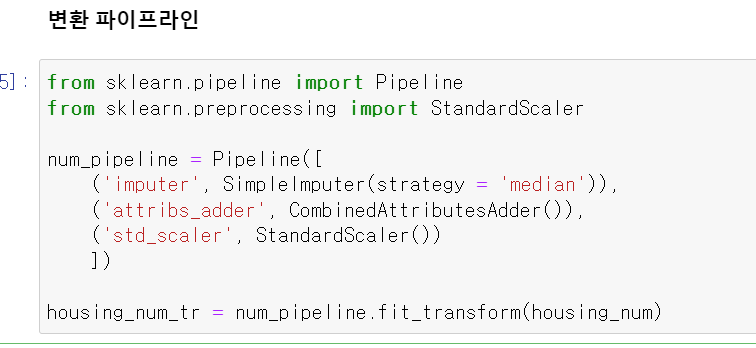 변환 파이프라인
5]:
from sklearn.pipeline import Pipeline
from sklearn.preprocessing import StandardScaler
num_pipeline = Pipeline([
    ('imputer', SimpleImputer(strategy = 'median')),
    ('attribs_adder', CombinedAttributesAdder()),
    ('std_scaler', StandardScaler())
    ])
housing_num_tr = num_pipeline.fit_transform(housing_num)